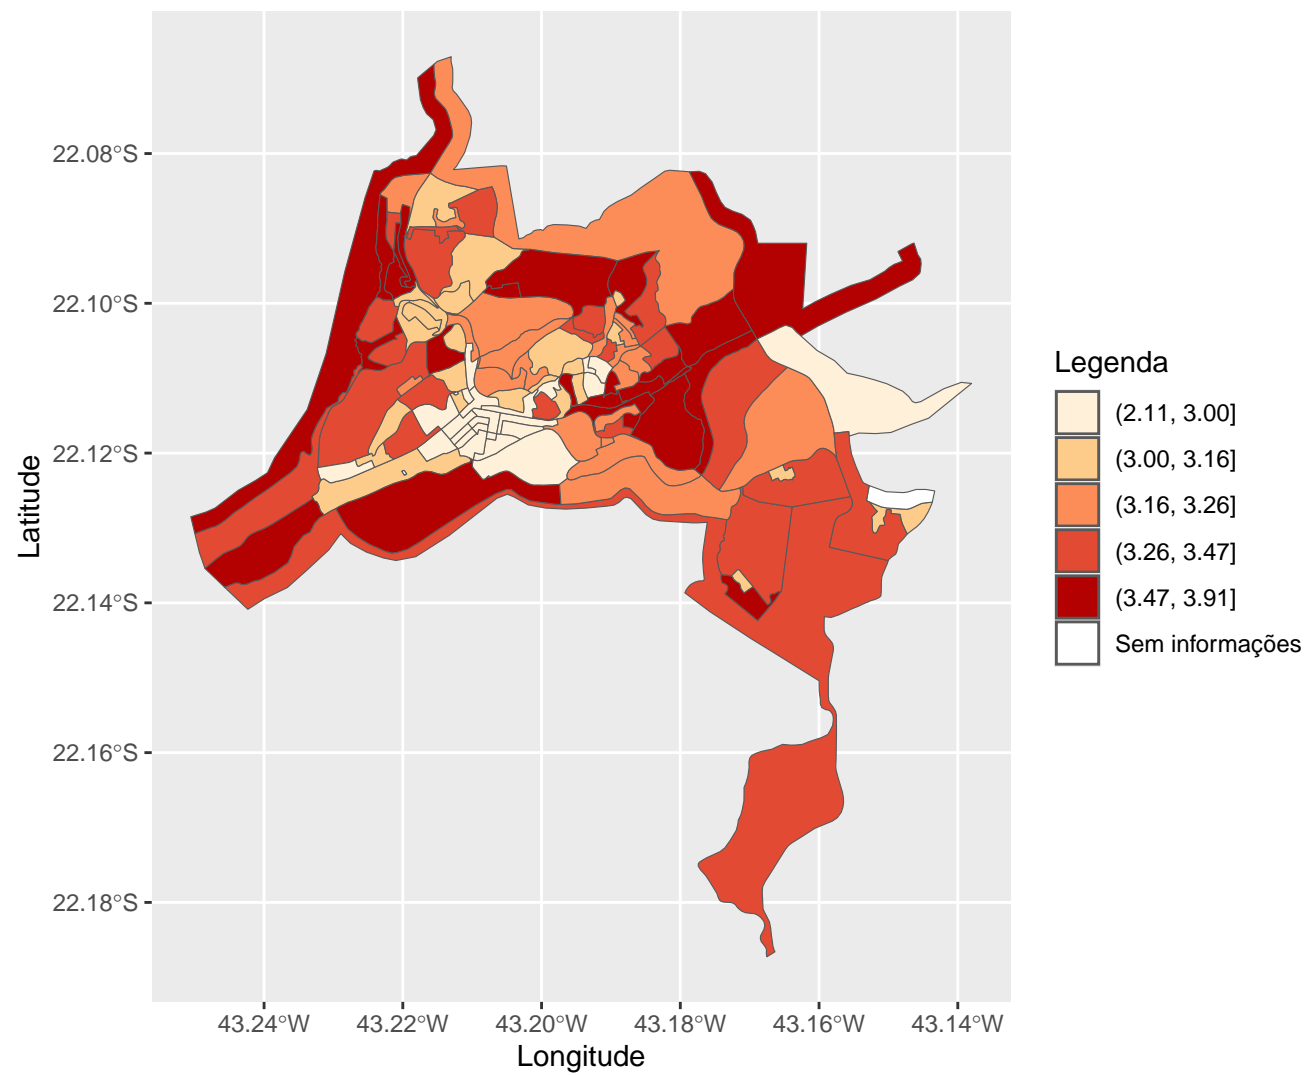 22.08°S
22.10°S
22.12°S
22.14°S
22.16°S
22.18°S
Latitude
43.24°W
43.22°W
43.20°W
43.18°W
43.16°W
43.14°W
Longitude
Legenda
(2.11, 3.00]
(3.00, 3.16]
(3.16, 3.26]
(3.26, 3.47]
(3.47, 3.91]
Sem informações